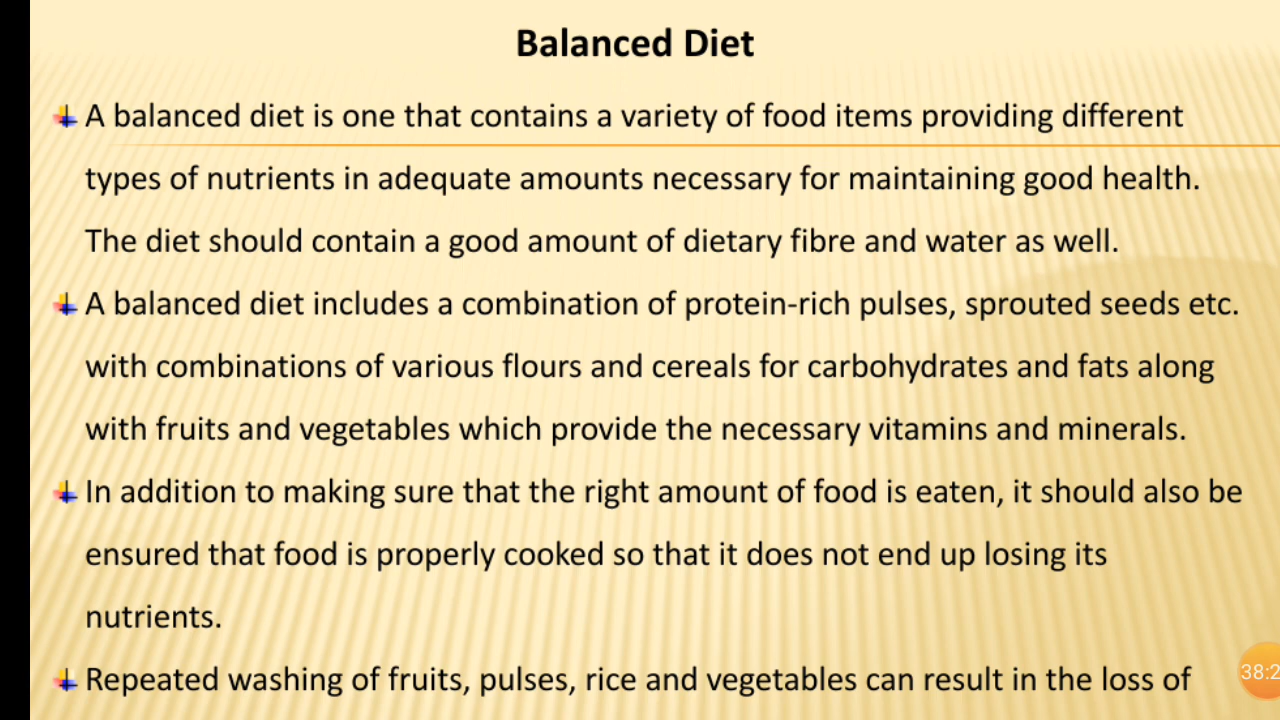 Balanced Diet
A balanced diet is one that contains a variety of food items providing different
types of nutrients in adequate amounts necessary for maintaining good health.
The diet should contain a good amount of dietary fibre and water as well.
A balanced diet includes a combination of protein-rich pulses, sprouted seeds etc.
with combinations of various flours and cereals for carbohydrates and fats along
with fruits and vegetables which provide the necessary vitamins and minerals.
In addition to making sure that the right amount of food is eaten, it should also be
ensured that food is properly cooked so that it does not end up losing its
nutrients.
Repeated washing of fruits, pulses, rice and vegetables can result in the loss of